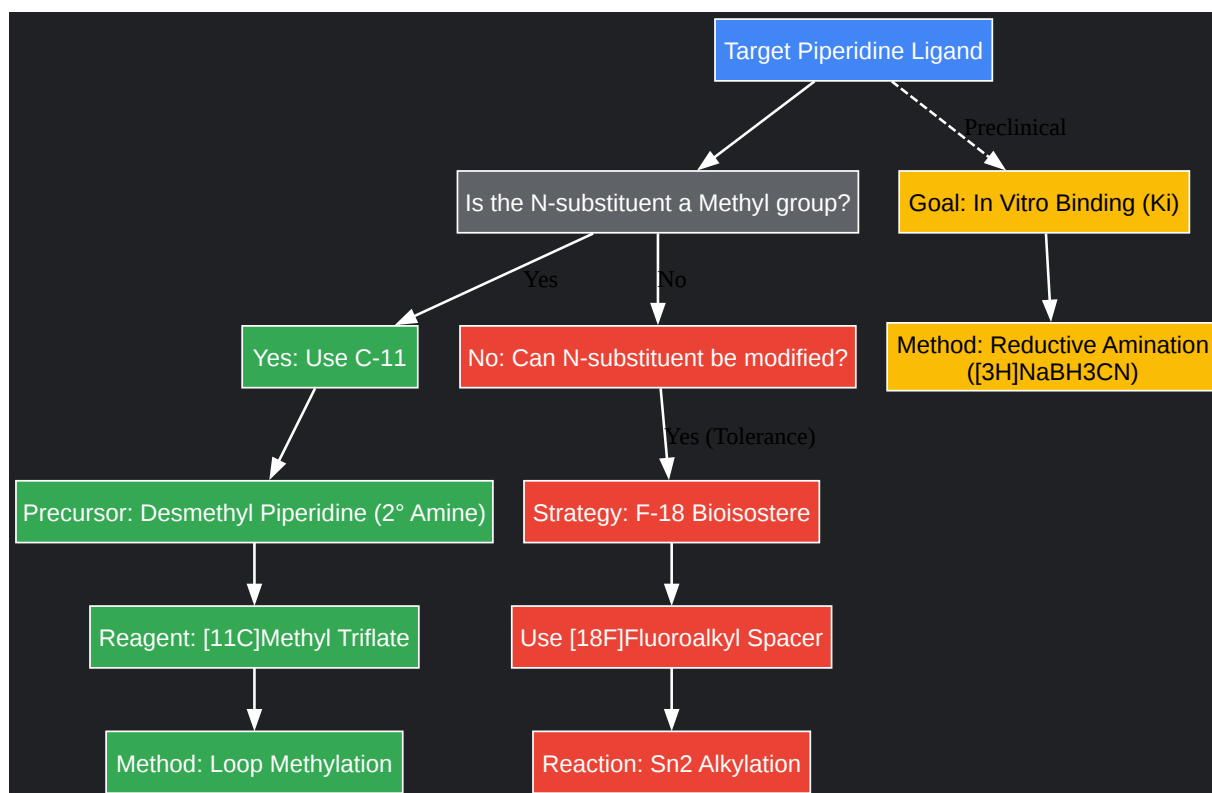 Target Piperidine Ligand
Preclinical
Is the N-substituent a Methyl group?
Goal: In Vitro Binding (Ki)
Yes
No
Yes: Use C-11
No: Can N-substituent be modified?
Method: Reductive Amination
([3H]NaBH3CN)
Yes (Tolerance)
Precursor: Desmethyl Piperidine (2° Amine)
Strategy: F-18 Bioisostere
Reagent: [11C]Methyl Triflate
Use [18F]Fluoroalkyl Spacer
Method: Loop Methylation
Reaction: Sn2 Alkylation